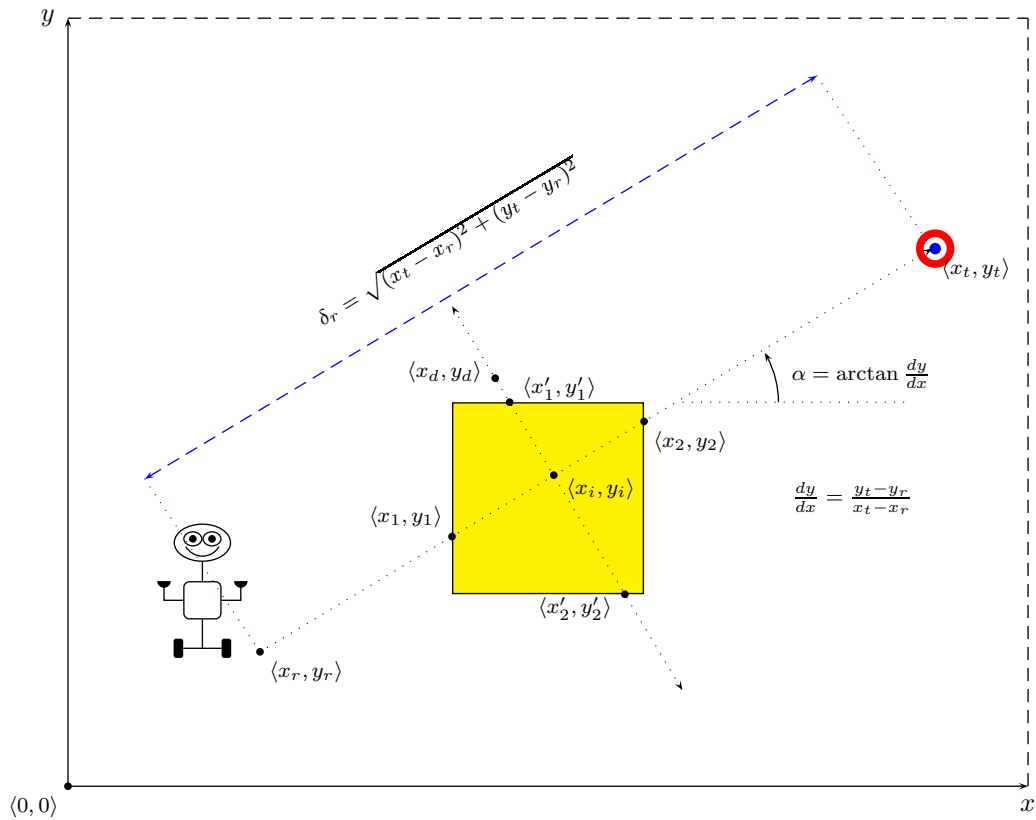 y
δ_r = √(x_t − x_r)² + (y_t − y_r)²
⟨x_t, y_t⟩
⟨x_d, y_d⟩
⟨x′_1, y′_1⟩
α = arctan dy/dx
⟨x_2, y_2⟩
⟨x_i, y_i⟩
dy/dx = y_t−y_r/x_t−x_r
⟨x_1, y_1⟩
⟨x′_2, y′_2⟩
⟨x_r, y_r⟩
⟨0, 0⟩
x